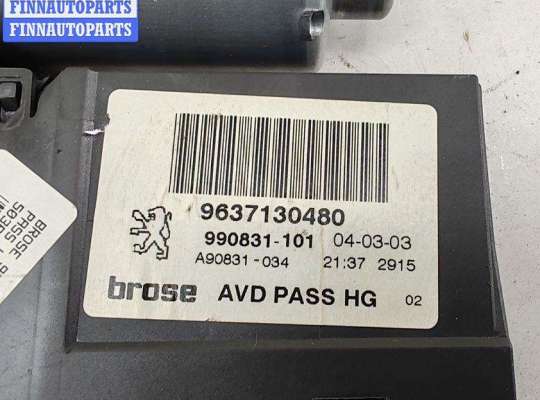 FINNAUTOPARTS
FINNAUTOPARTS
9637130480
990831-101 04-03-03
A90831-034 21:37 2915
brose AVD PASS HG 02
BROSE
PASS